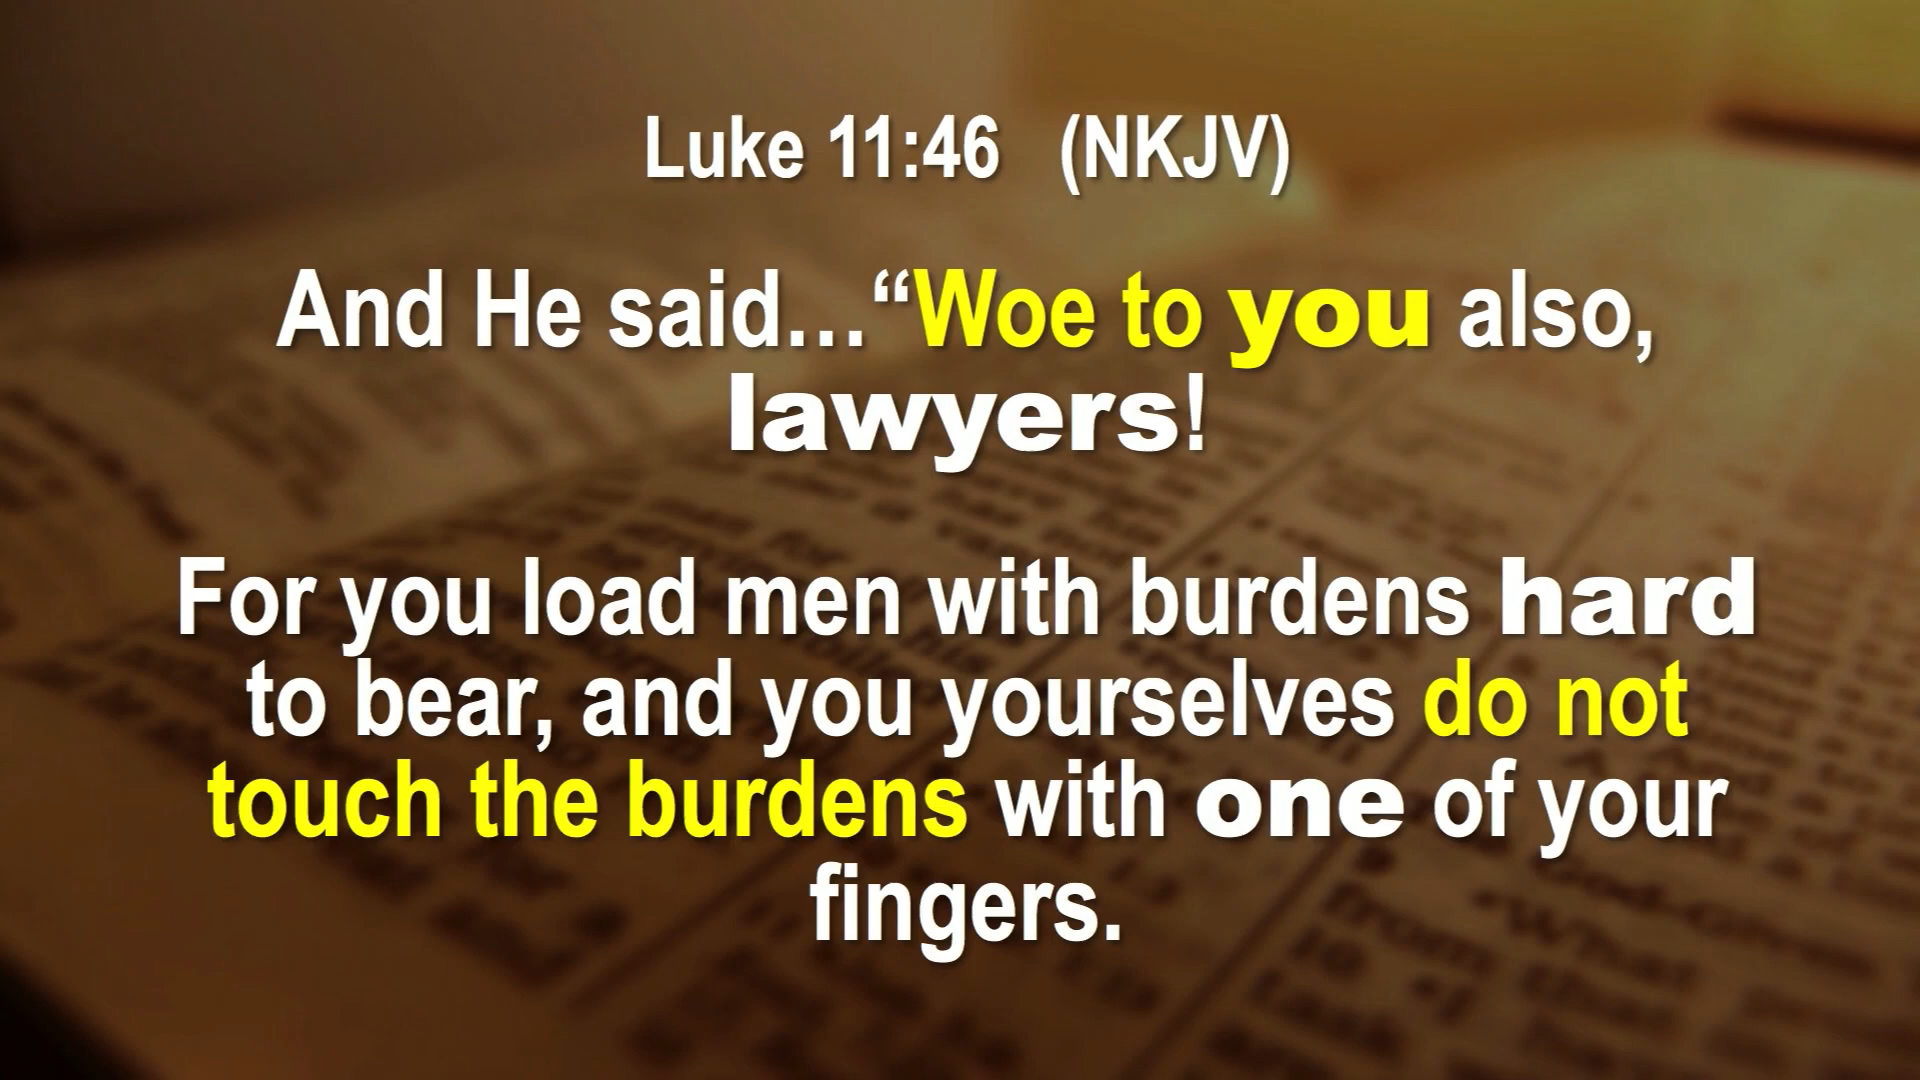 Luke 11:46 (NKJV)
And He said…“Woe to you also,
lawyers!
For you load men with burdens hard
to bear, and you yourselves do not
touch the burdens with one of your
fingers.